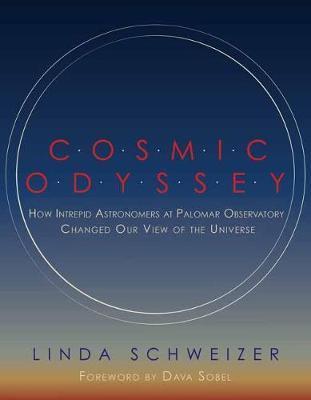 C·O·S·M·I·C
O·D·Y·S·S·E·Y
How Intrepid Astronomers at Palomar Observatory
Changed Our View of the Universe
LINDA SCHWEIZER
Foreword by Dava Sobel